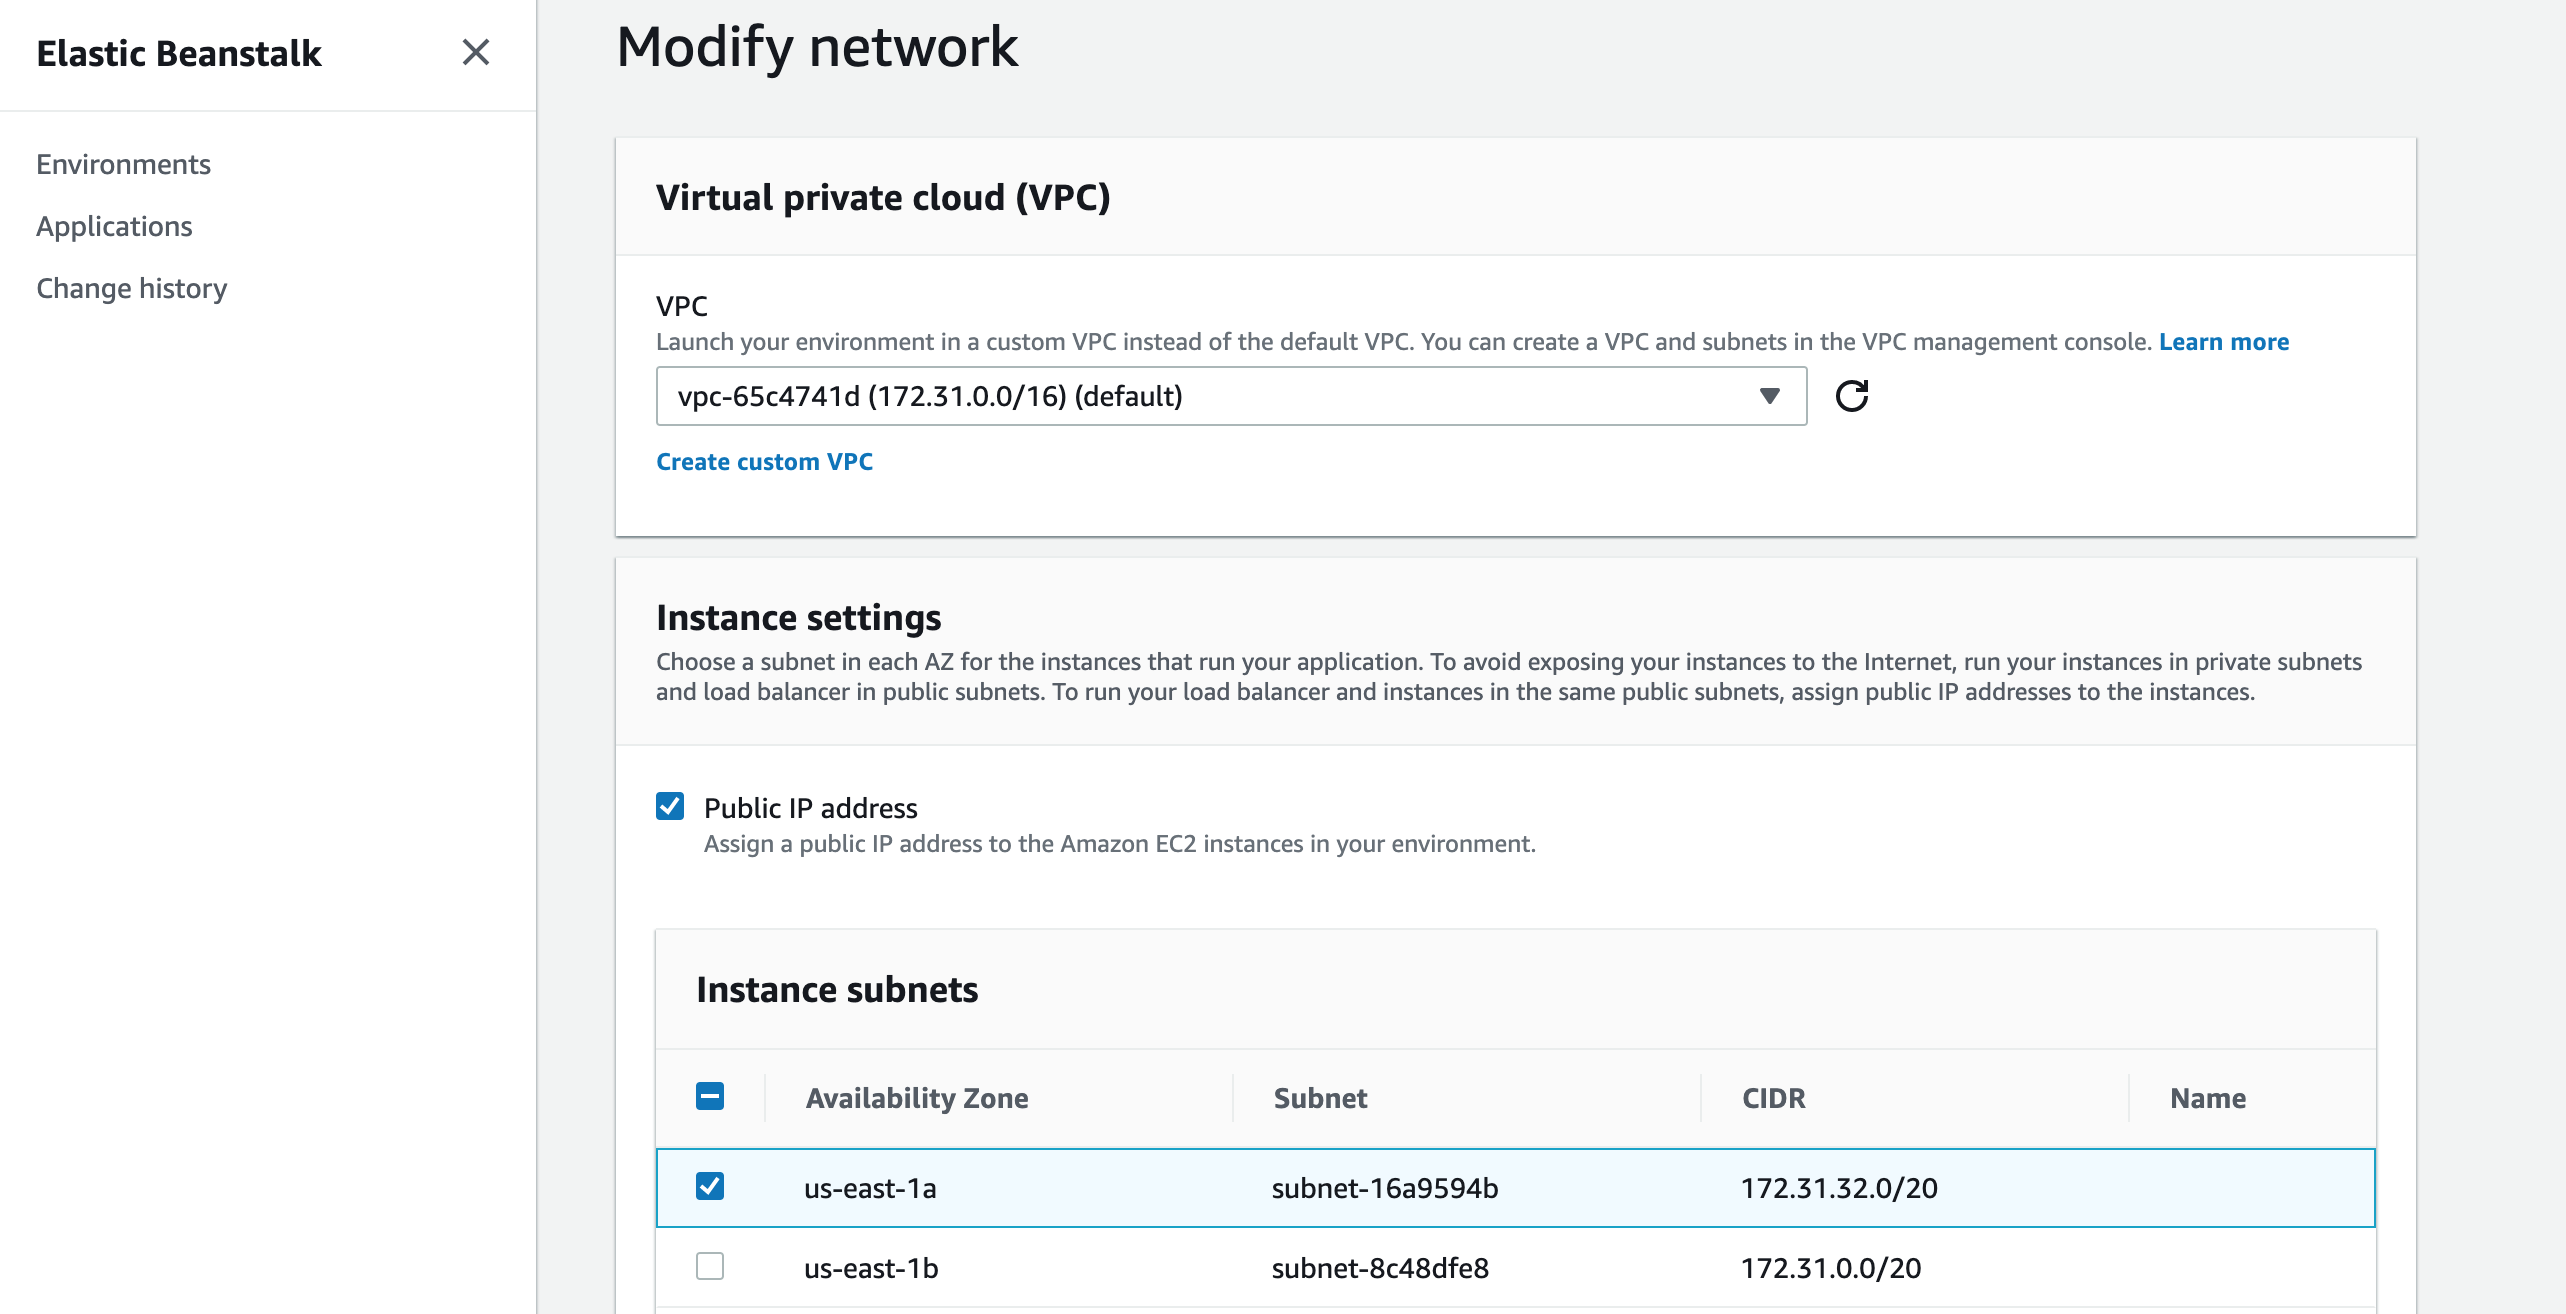 Elastic Beanstalk
Environments
Applications
Change history
Modify network
Virtual private cloud (VPC)
VPC
Launch your environment in a custom VPC instead of the default VPC. You can create a VPC and subnets in the VPC management console. Learn more
vpc-65c4741d (172.31.0.0/16) (default)
Create custom VPC
Instance settings
Choose a subnet in each AZ for the instances that run your application. To avoid exposing your instances to the Internet, run your instances in private subnets
and load balancer in public subnets. To run your load balancer and instances in the same public subnets, assign public IP addresses to the instances.
Public IP address
Assign a public IP address to the Amazon EC2 instances in your environment.
Instance subnets
Availability Zone Subnet CIDR Name
us-east-1a subnet-16a9594b 172.31.32.0/20
us-east-1b subnet-8c48dfe8 172.31.0.0/20